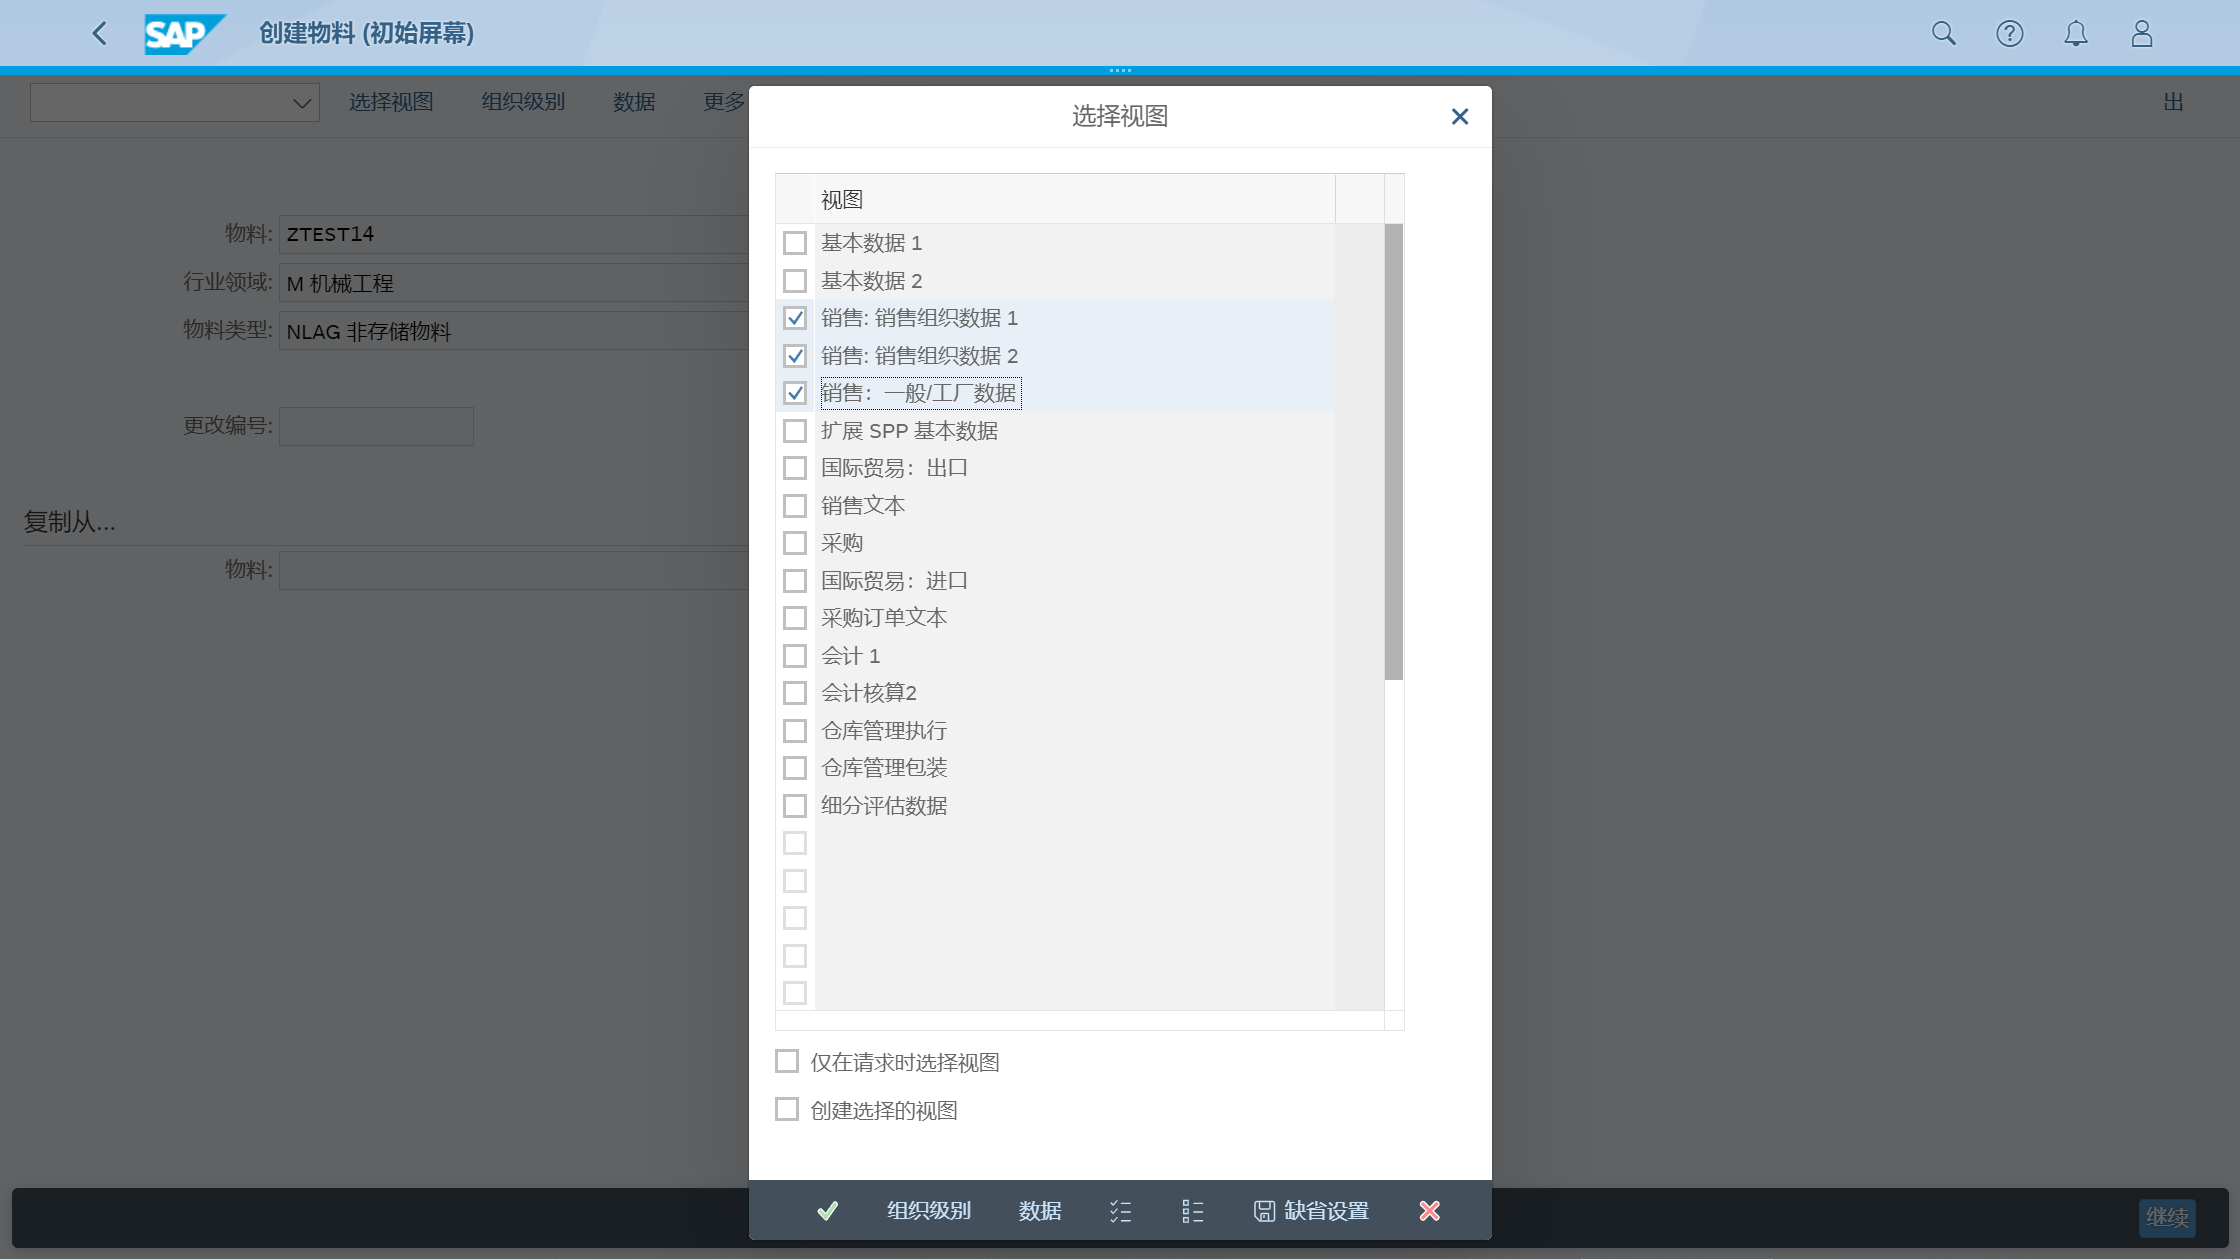 SAP 创建物料 (初始屏幕)
选择视图 组织级别 数据 更多 出
物料: ZTEST14
行业领域: M 机械工程
物料类型: NLAG 非存储物料
更改编号:
复制从...
物料:
选择视图
视图
基本数据 1
基本数据 2
销售: 销售组织数据 1
销售: 销售组织数据 2
销售：一般/工厂数据
扩展 SPP 基本数据
国际贸易：出口
销售文本
采购
国际贸易：进口
采购订单文本
会计 1
会计核算2
仓库管理执行
仓库管理包装
细分评估数据
仅在请求时选择视图
创建选择的视图
组织级别 数据 缺省设置
继续